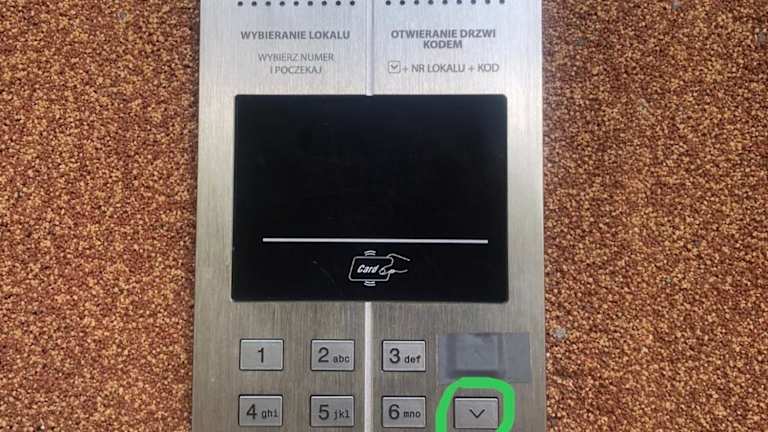 WYBIERANIE LOKALU
WYBIERZ NUMER
I POCZEKAJ
OTWIERANIE DRZWI
KODEM
+ NR LOKALU + KOD
Card
1
2 abc
3 def
4 ghi
5 jkl
6 mno